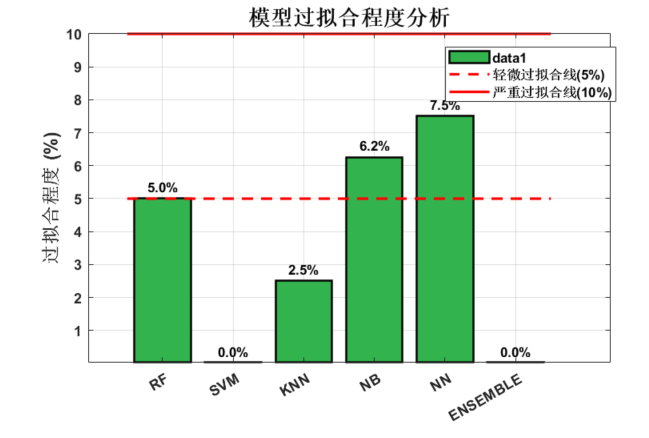 模型过拟合程度分析
过拟合程度 (%)
10
9
8
7
6
5
4
3
2
1
data1
轻微过拟合线(5%)
严重过拟合线(10%)
5.0%
0.0%
2.5%
6.2%
7.5%
0.0%
RF
SVM
KNN
NB
NN
ENSEMBLE